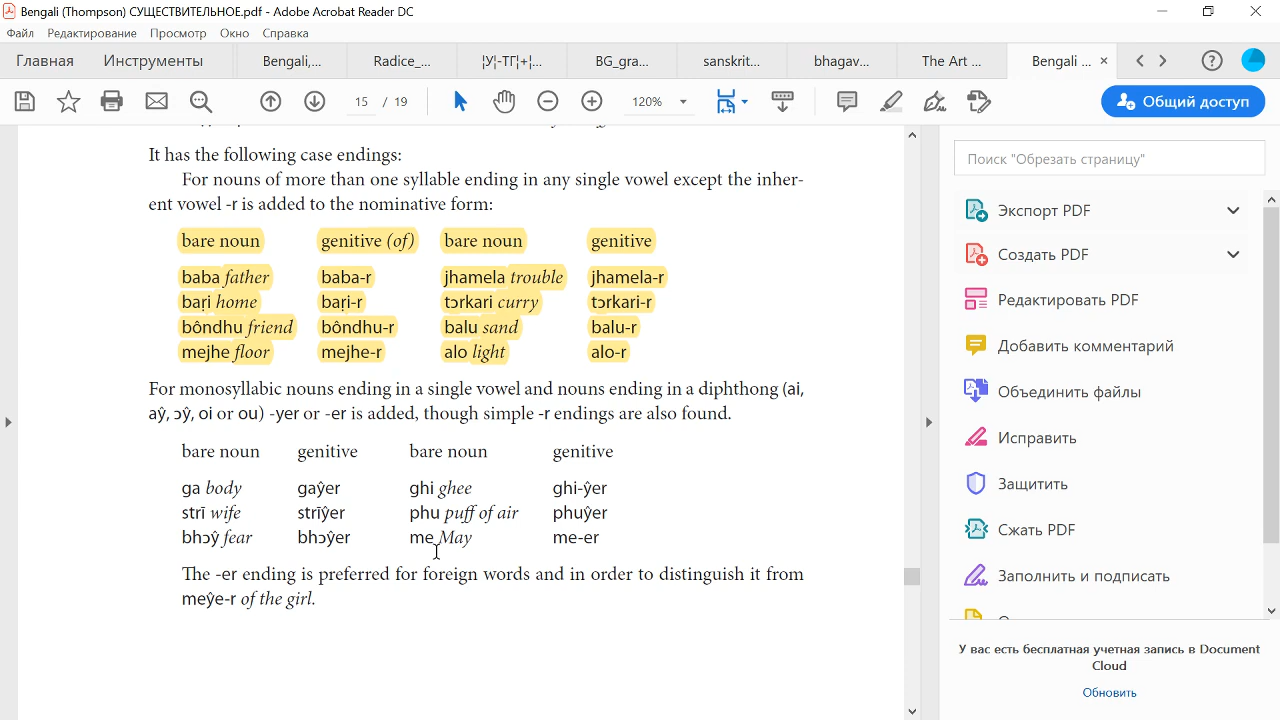 Bengali (Thompson) СУЩЕСТВИТЕЛЬНОЕ.pdf - Adobe Acrobat Reader DC
Файл Редактирование Просмотр Окно Справка
Главная Инструменты Bengali,... Radice_... ¦У¦-ТГ¦+¦... BG_gra... sanskrit... bhagav... The Art ... Bengali ... ×
15 / 19 120% Общий доступ
It has the following case endings:
For nouns of more than one syllable ending in any single vowel except the inher-
ent vowel -r is added to the nominative form:
bare noun genitive (of) bare noun genitive
baba father baba-r jhamela trouble jhamela-r
baṛi home baṛi-r tɔrkari curry tɔrkari-r
bôndhu friend bôndhu-r balu sand balu-r
mejhe floor mejhe-r alo light alo-r
For monosyllabic nouns ending in a single vowel and nouns ending in a diphthong (ai,
aŷ, ɔŷ, oi or ou) -yer or -er is added, though simple -r endings are also found.
bare noun genitive bare noun genitive
ga body gaŷer ghi ghee ghi-ŷer
strī wife strīŷer phu puff of air phuŷer
bhɔŷ fear bhɔŷer me May me-er
The -er ending is preferred for foreign words and in order to distinguish it from
meŷe-r of the girl.
Поиск "Обрезать страницу"
Экспорт PDF
Создать PDF
Редактировать PDF
Добавить комментарий
Объединить файлы
Исправить
Защитить
Сжать PDF
Заполнить и подписать
У вас есть бесплатная учетная запись в Document
Cloud
Обновить